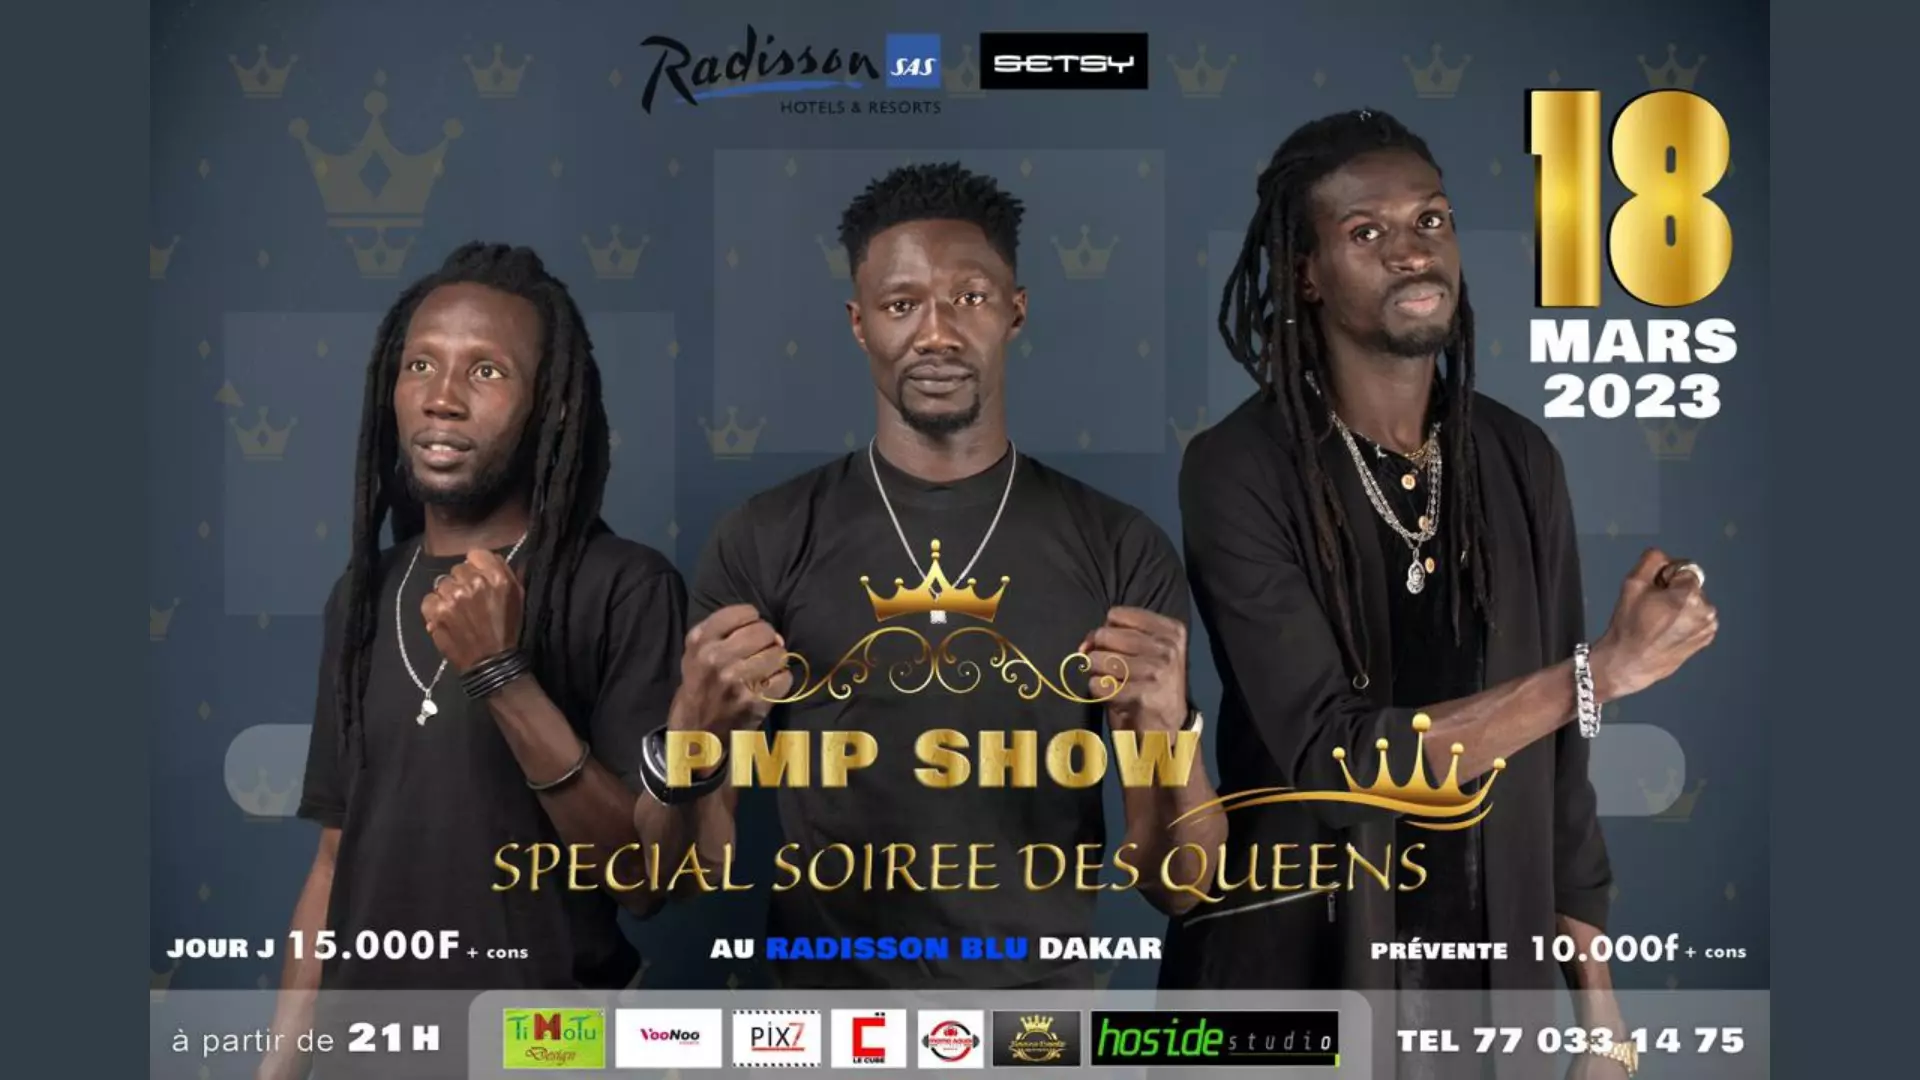 Radisson SAS
HOTELS & RESORTS
SETSY
18
MARS
2023
PMP SHOW
SPECIAL SOIREE DES QUEENS
JOUR J 15.000F + cons
AU RADISSON BLU DAKAR
PRÉVENTE 10.000f + cons
à partir de 21H
TiMoTu
Design
VooNoo
PIX7
LE CUBE
hoside studio
TEL 77 033 14 75